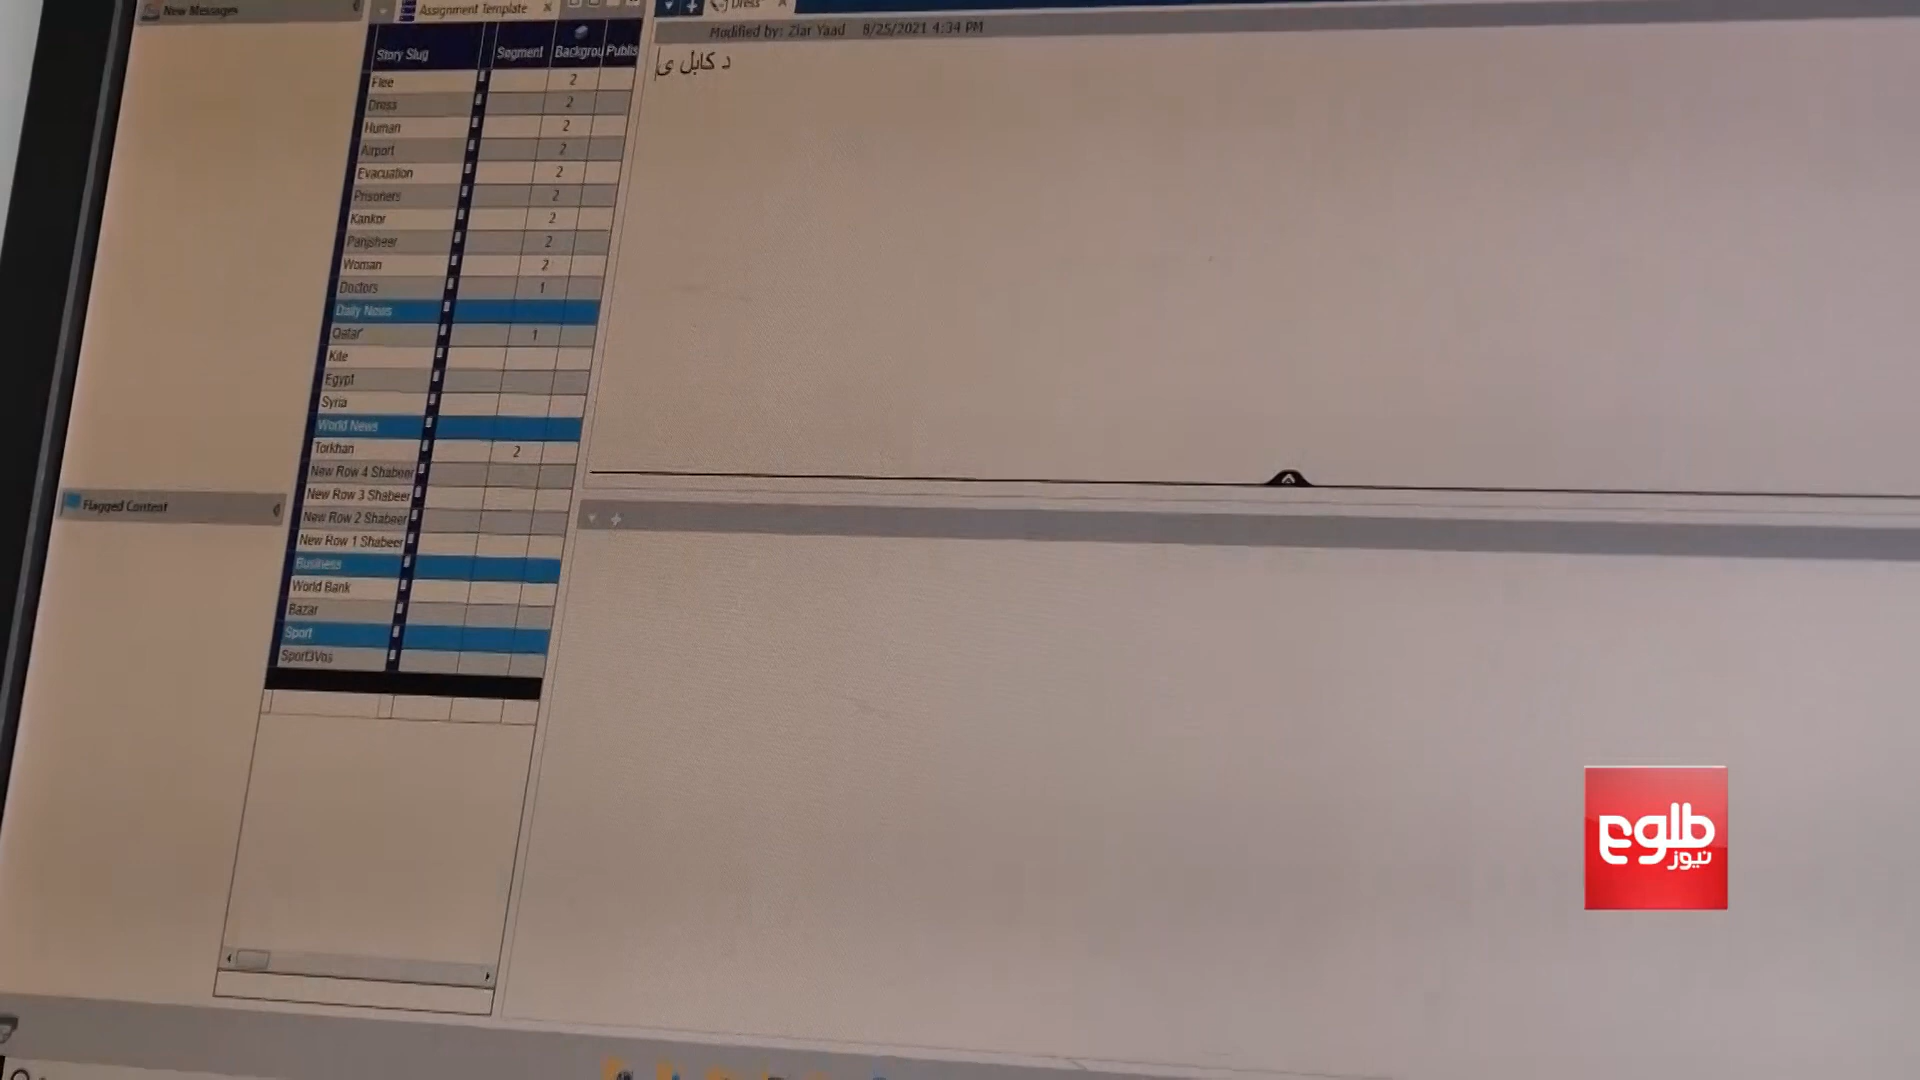 New Messages
Assignment Template
Dress
Modified by: Ziar Yaad 8/25/2021 4:34 PM
Story Slug Segment Backgrou Publis
د کابل ی
Flee 2
Dress 2
Human 2
Airport 2
Evacuation 2
Prisoners 2
Kankor 2
Panjsheer 2
Woman 2
Doctors 1
Daily News
Qatar 1
Kite
Egypt
Syria
World News
Torkhan 2
New Row 4 Shabeer
New Row 3 Shabeer
New Row 2 Shabeer
New Row 1 Shabeer
Business
World Bank
Bazar
Sport
Sport3Vos
Flagged Content
طلوع
نیوز